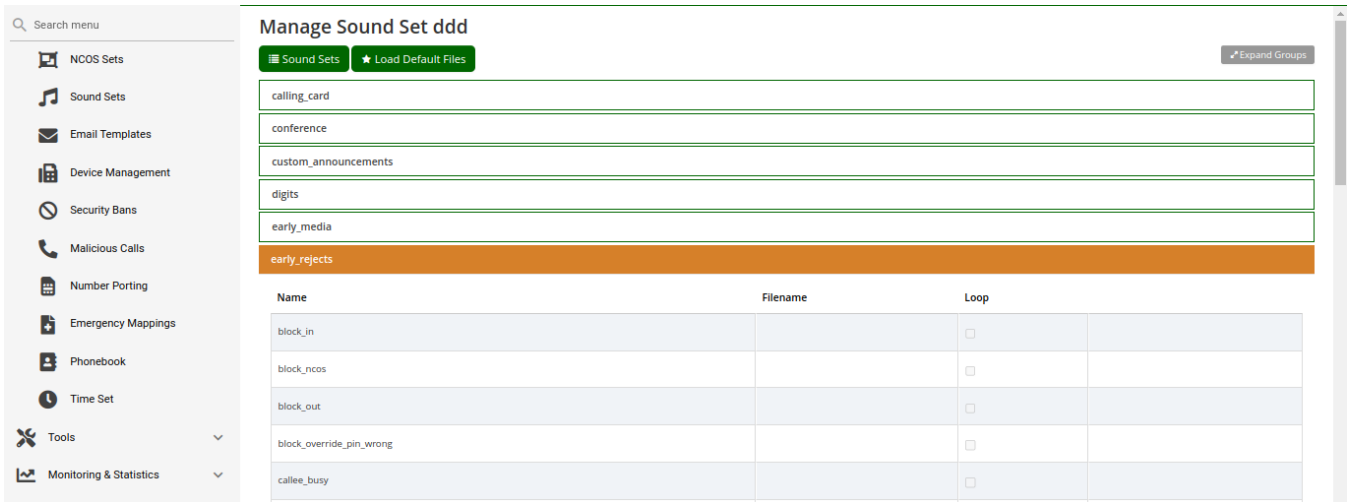 Search menu
NCOS Sets
Sound Sets
Email Templates
Device Management
Security Bans
Malicious Calls
Number Porting
Emergency Mappings
Phonebook
Time Set
Tools
Monitoring & Statistics
Manage Sound Set ddd
Sound Sets
Load Default Files
Expand Groups
calling_card
conference
custom_announcements
digits
early_media
early_rejects
Name Filename Loop
block_in
block_ncos
block_out
block_override_pin_wrong
callee_busy